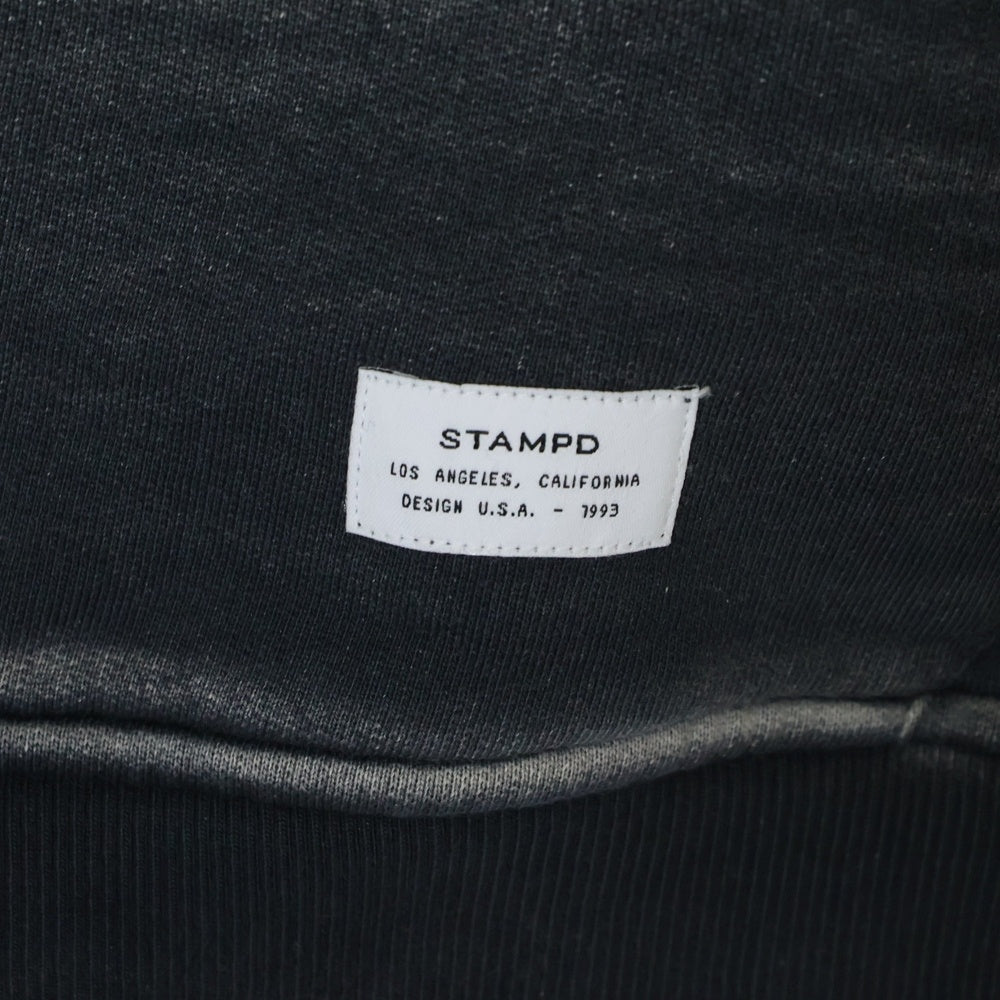 STAMPD
LOS ANGELES, CALIFORNIA
DESIGN U.S.A. - 1993